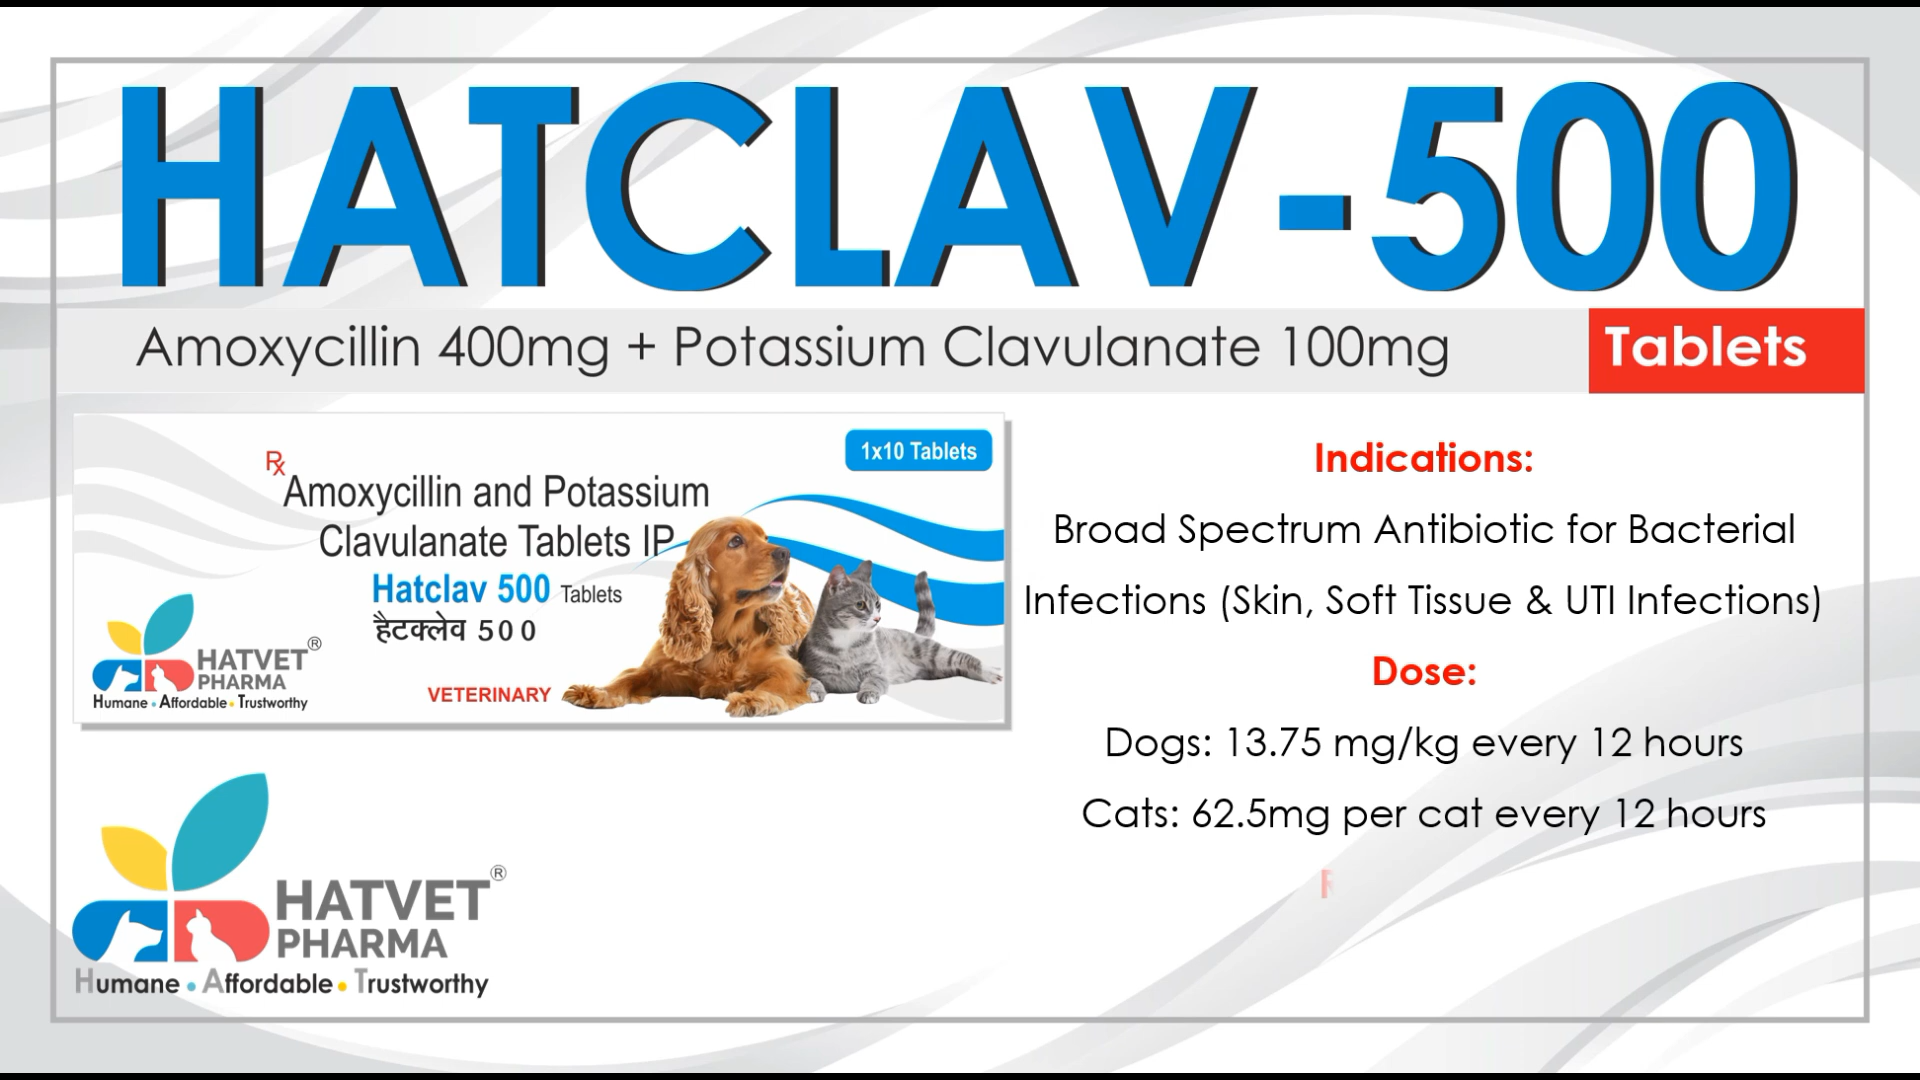 HATCLAV-500
Amoxycillin 400mg + Potassium Clavulanate 100mg
Tablets
1x10 Tablets
Rx
Amoxycillin and Potassium
Clavulanate Tablets IP
Hatclav 500 Tablets
हैटक्लेव 500
HATVET®
PHARMA
Humane • Affordable • Trustworthy
VETERINARY
Indications:
Broad Spectrum Antibiotic for Bacterial
Infections (Skin, Soft Tissue & UTI Infections)
Dose:
Dogs: 13.75 mg/kg every 12 hours
Cats: 62.5mg per cat every 12 hours
HATVET®
PHARMA
Humane • Affordable • Trustworthy